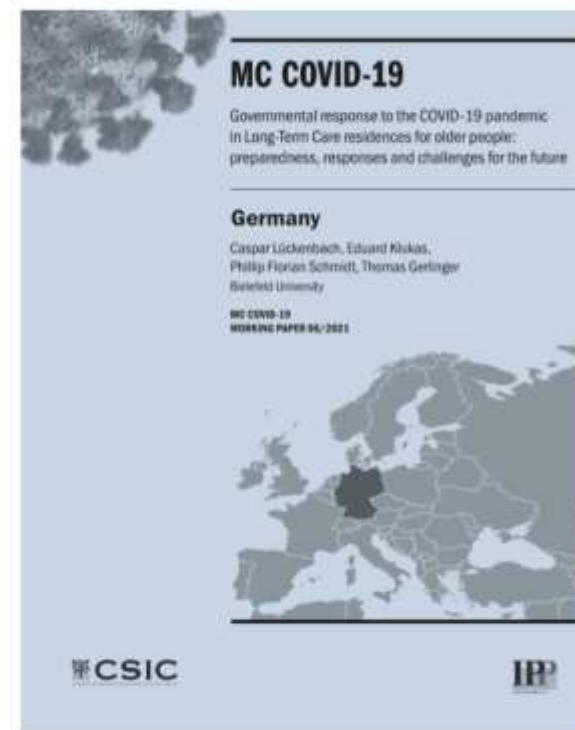 MC COVID-19
Governmental response to the COVID-19 pandemic
in Long-Term Care residences for older people:
preparedness, responses and challenges for the future
Germany
Caspar Lückenbach, Eduard Klukas,
Phillip Florian Schmidt, Thomas Gerlinger
Bielefeld University
MC COVID-19
WORKING PAPER 06/2021
CSIC
IPP